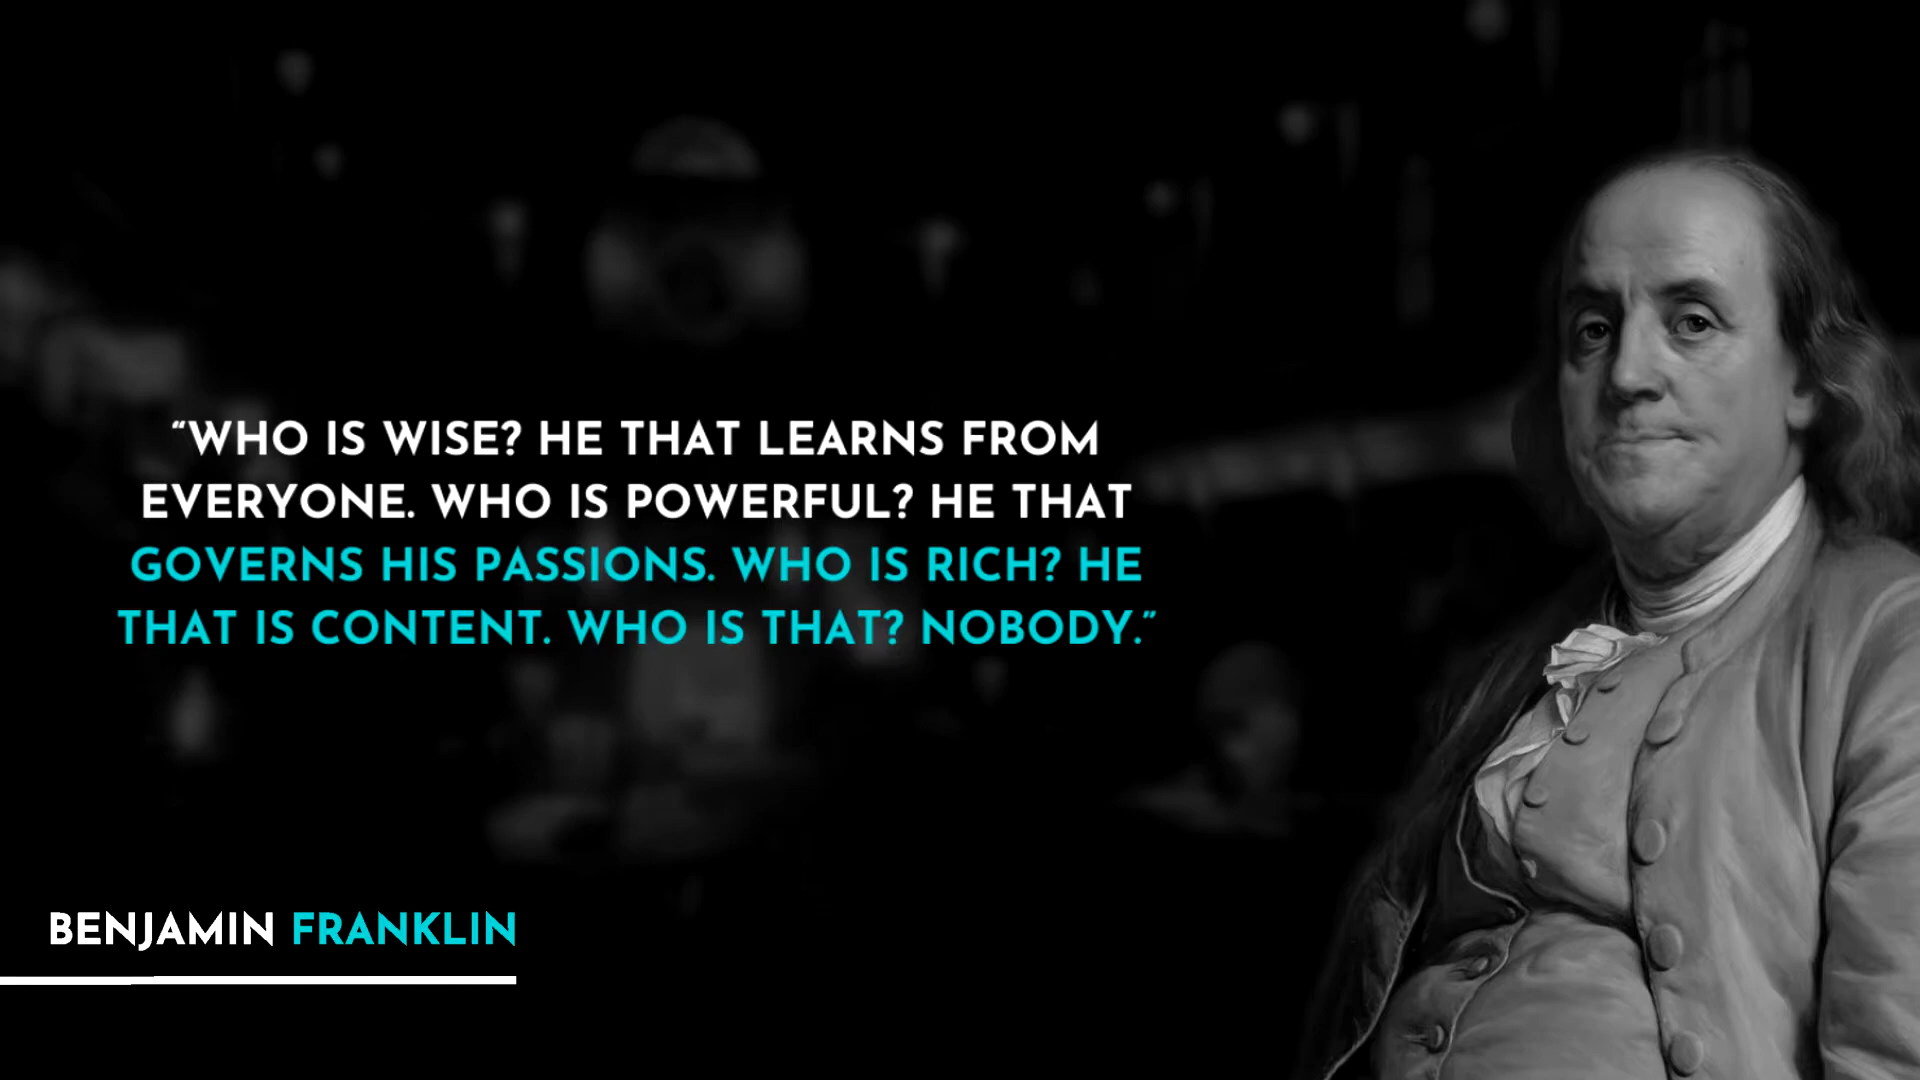 “WHO IS WISE? HE THAT LEARNS FROM
EVERYONE. WHO IS POWERFUL? HE THAT
GOVERNS HIS PASSIONS. WHO IS RICH? HE
THAT IS CONTENT. WHO IS THAT? NOBODY.”
BENJAMIN FRANKLIN